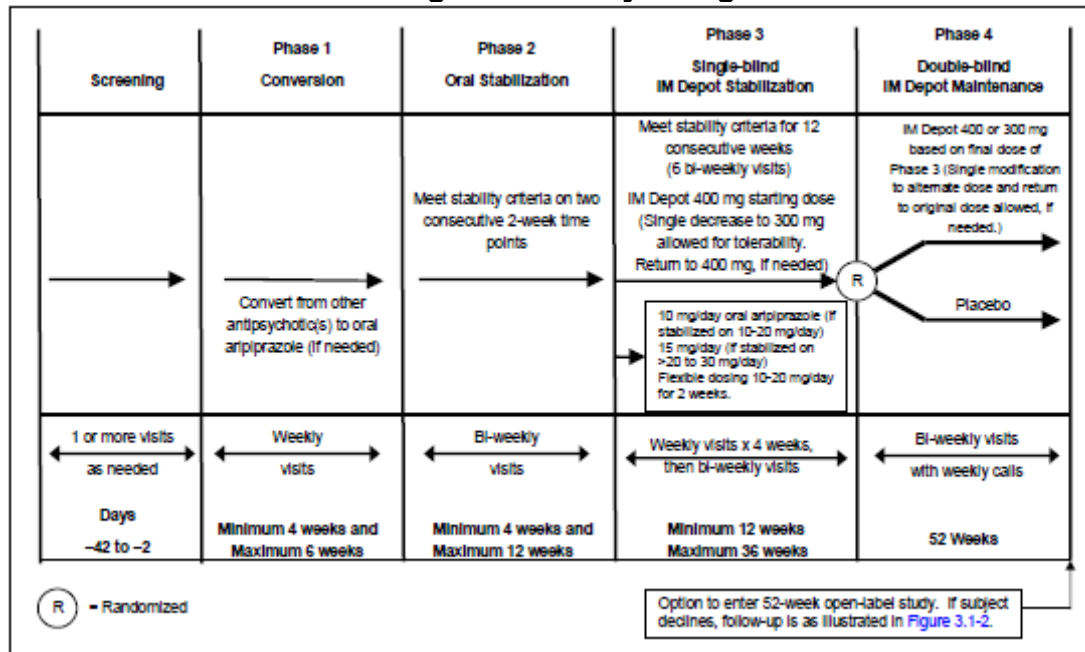 Screening
Phase 1
Conversion
Phase 2
Oral Stabilization
Phase 3
Single-blind
IM Depot Stabilization
Phase 4
Double-blind
IM Depot Maintenance
Convert from other
antipsychotic(s) to oral
aripiprazole (if needed)
Meet stability criteria on two
consecutive 2-week time
points
Meet stability criteria for 12
consecutive weeks
(6 bi-weekly visits)
IM Depot 400 mg starting dose
(Single decrease to 300 mg
allowed for tolerability.
Return to 400 mg, if needed)
10 mg/day oral aripiprazole (if
stabilized on 10-20 mg/day)
15 mg/day (if stabilized on
>20 to 30 mg/day)
Flexible dosing 10-20 mg/day
for 2 weeks.
R
IM Depot 400 or 300 mg
based on final dose of
Phase 3 (Single modification
to alternate dose and return
to original dose allowed, if
needed.)
Placebo
1 or more visits
as needed
Weekly
visits
Bi-weekly
visits
Weekly visits x 4 weeks,
then bi-weekly visits
Bi-weekly visits
with weekly calls
Days
–42 to –2
Minimum 4 weeks and
Maximum 6 weeks
Minimum 4 weeks and
Maximum 12 weeks
Minimum 12 weeks
Maximum 36 weeks
52 Weeks
R = Randomized
Option to enter 52-week open-label study. If subject
declines, follow-up is as illustrated in Figure 3.1-2.